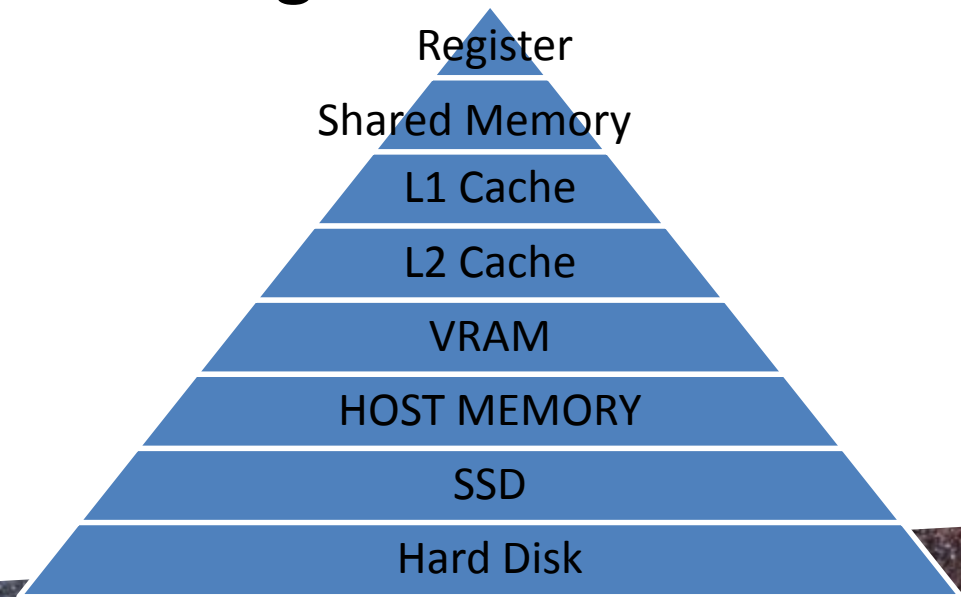 Register
Shared Memory
L1 Cache
L2 Cache
VRAM
HOST MEMORY
SSD
Hard Disk